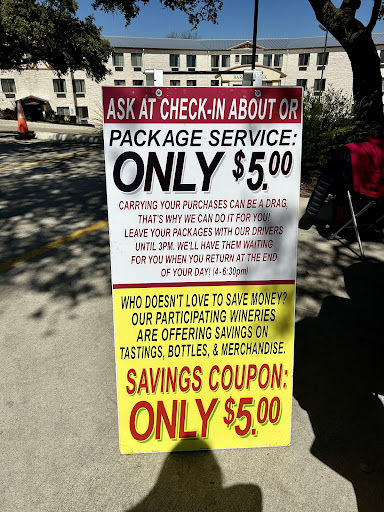 ASK AT CHECK-IN ABOUT OR
PACKAGE SERVICE:
ONLY $5.00
CARRYING YOUR PURCHASES CAN BE A DRAG,
THAT'S WHY WE CAN DO IT FOR YOU!
LEAVE YOUR PACKAGES WITH OUR DRIVERS
UNTIL 3PM. WE'LL HAVE THEM WAITING
FOR YOU WHEN YOU RETURN AT THE END
OF YOUR DAY! (4-6:30pm)
WHO DOESN'T LOVE TO SAVE MONEY?
OUR PARTICIPATING WINERIES
ARE OFFERING SAVINGS ON
TASTINGS, BOTTLES, & MERCHANDISE.
SAVINGS COUPON:
ONLY $5.00